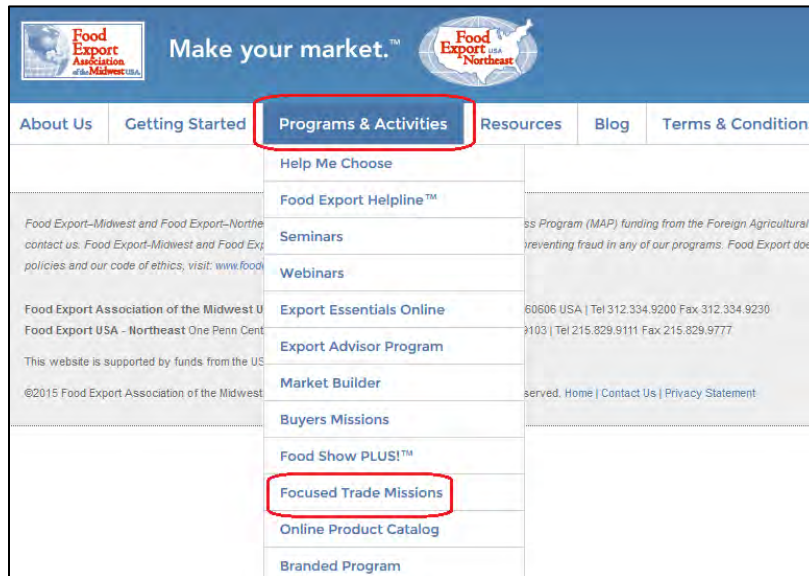 Food
Export
Association
of the Midwest USA
Make your market.™
Food
Export USA
Northeast
About Us
Getting Started
Programs & Activities
Resources
Blog
Terms & Condition
Help Me Choose
Food Export Helpline™
Seminars
Webinars
Export Essentials Online
Export Advisor Program
Market Builder
Buyers Missions
Food Show PLUS!™
Focused Trade Missions
Online Product Catalog
Branded Program
Food Export–Midwest and Food Export–Northe ss Program (MAP) funding from the Foreign Agricultural
contact us. Food Export-Midwest and Food Exp preventing fraud in any of our programs. Food Export doe
policies and our code of ethics, visit: www.food
Food Export Association of the Midwest U 60606 USA | Tel 312.334.9200 Fax 312.334.9230
Food Export USA - Northeast One Penn Cent 9103 | Tel 215.829.9111 Fax 215.829.9777
This website is supported by funds from the US
©2015 Food Export Association of the Midwest served. Home | Contact Us | Privacy Statement